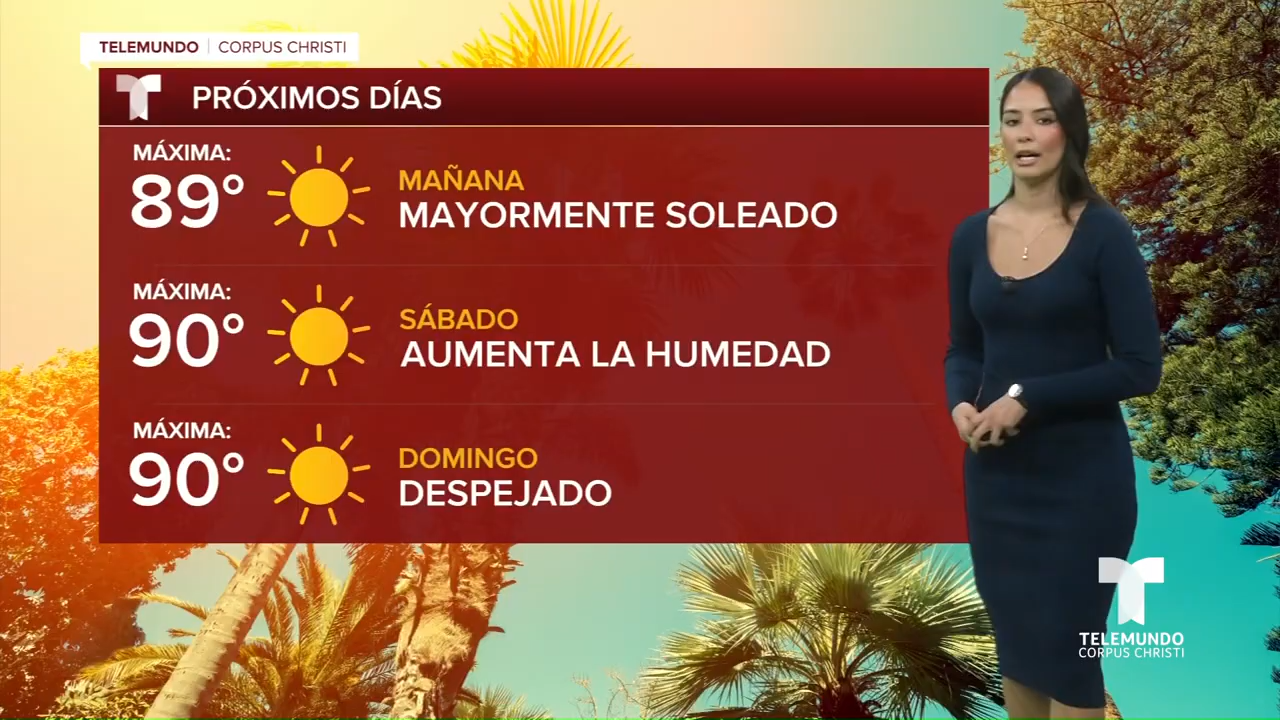 TELEMUNDO | CORPUS CHRISTI
PRÓXIMOS DÍAS
MÁXIMA:
89°
MAÑANA
MAYORMENTE SOLEADO
MÁXIMA:
90°
SÁBADO
AUMENTA LA HUMEDAD
MÁXIMA:
90°
DOMINGO
DESPEJADO
TELEMUNDO
CORPUS CHRISTI